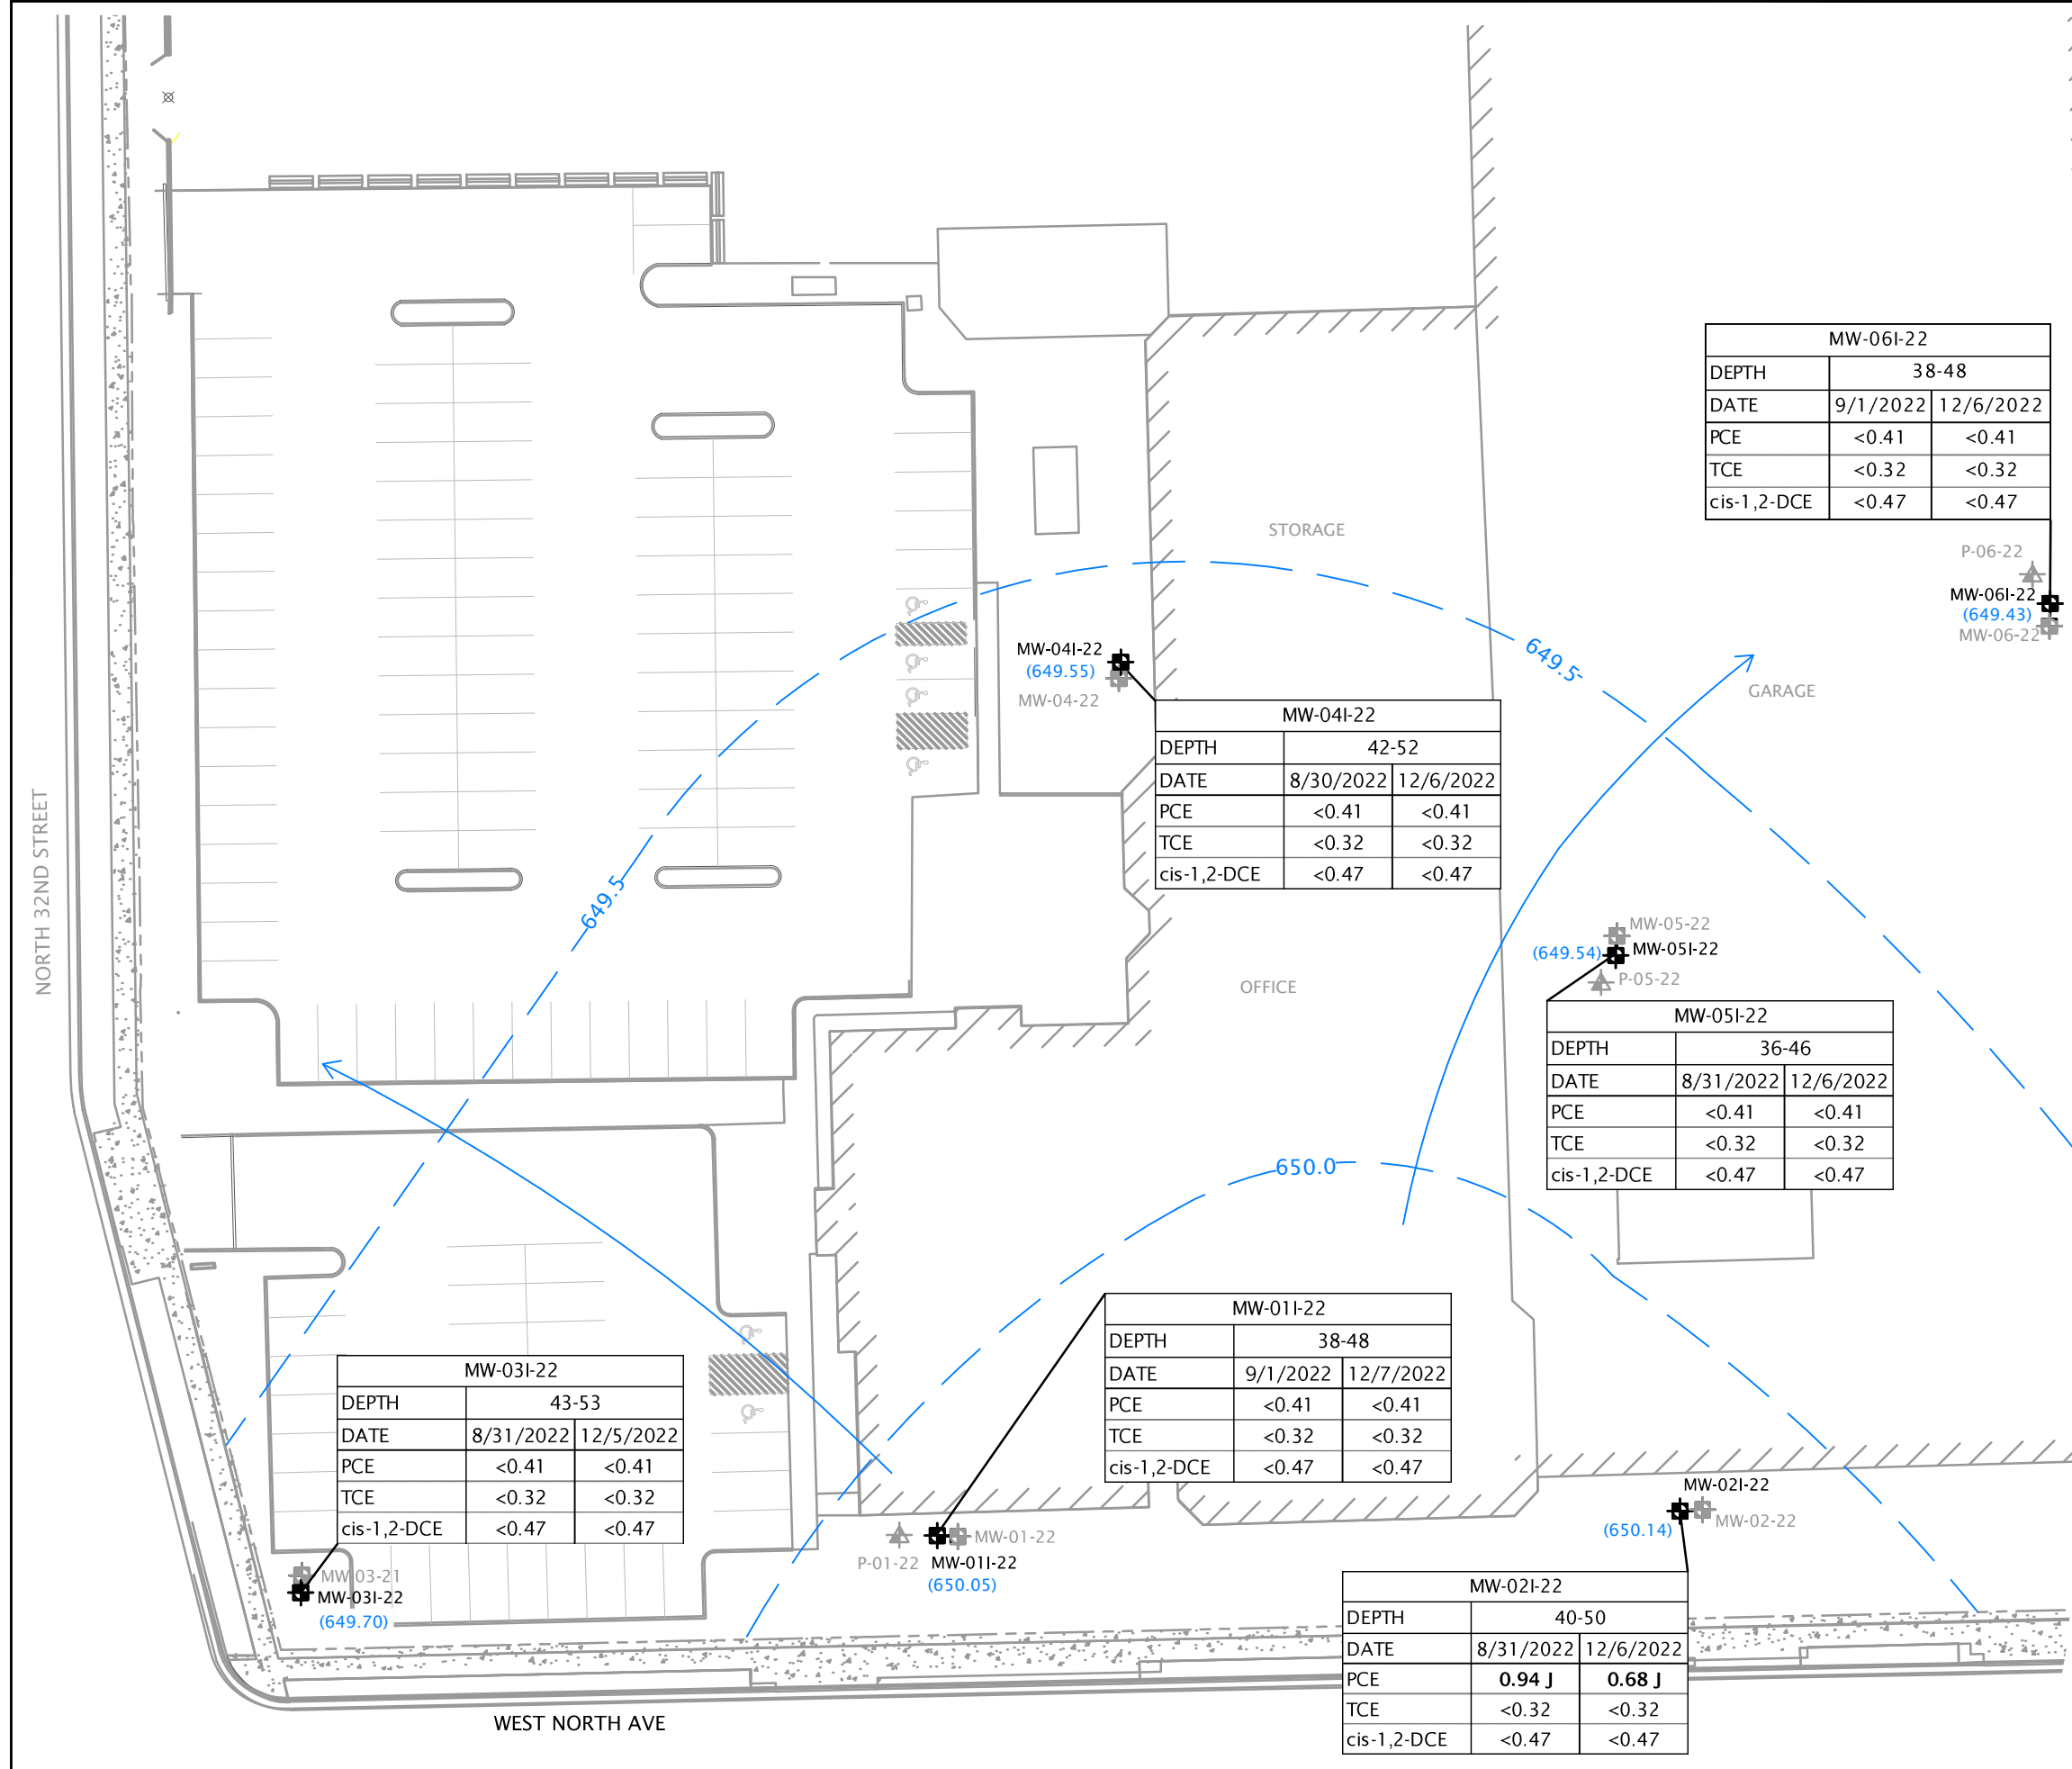 MW-06I-22
DEPTH 38-48
DATE 9/1/2022 12/6/2022
PCE <0.41 <0.41
TCE <0.32 <0.32
cis-1,2-DCE <0.47 <0.47
STORAGE
P-06-22
MW-06I-22
(649.43)
MW-06-22
649.5
MW-04I-22
(649.55)
MW-04-22
GARAGE
MW-04I-22
DEPTH 42-52
DATE 8/30/2022 12/6/2022
PCE <0.41 <0.41
TCE <0.32 <0.32
cis-1,2-DCE <0.47 <0.47
NORTH 32ND STREET
649.5
MW-05-22
(649.54) MW-05I-22
P-05-22
OFFICE
MW-05I-22
DEPTH 36-46
DATE 8/31/2022 12/6/2022
PCE <0.41 <0.41
TCE <0.32 <0.32
cis-1,2-DCE <0.47 <0.47
650.0
MW-01I-22
DEPTH 38-48
DATE 9/1/2022 12/7/2022
PCE <0.41 <0.41
TCE <0.32 <0.32
cis-1,2-DCE <0.47 <0.47
MW-03I-22
DEPTH 43-53
DATE 8/31/2022 12/5/2022
PCE <0.41 <0.41
TCE <0.32 <0.32
cis-1,2-DCE <0.47 <0.47
MW-02I-22
(650.14) MW-02-22
MW-01-22
P-01-22 MW-01I-22
(650.05)
MW-03-21
MW-03I-22
(649.70)
MW-02I-22
DEPTH 40-50
DATE 8/31/2022 12/6/2022
PCE 0.94 J 0.68 J
TCE <0.32 <0.32
cis-1,2-DCE <0.47 <0.47
WEST NORTH AVE